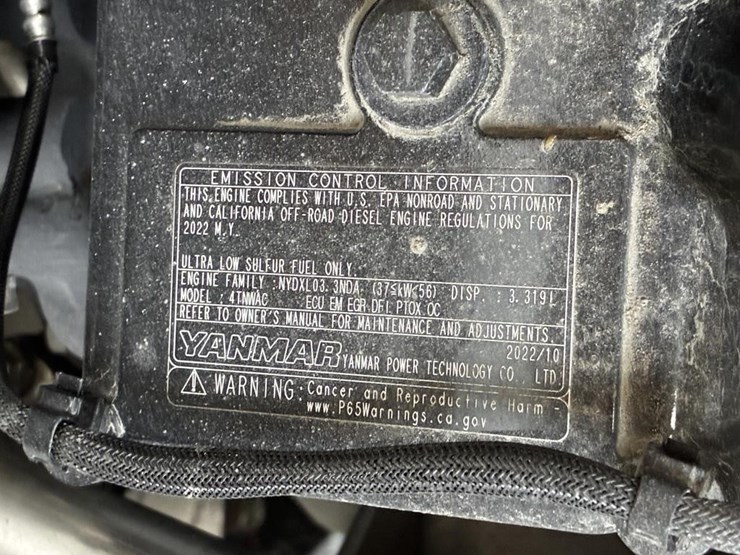 EMISSION CONTROL INFORMATION
THIS ENGINE COMPLIES WITH U.S. EPA NONROAD AND STATIONARY
AND CALIFORNIA OFF-ROAD DIESEL ENGINE REGULATIONS FOR
2022 M.Y.
ULTRA LOW SULFUR FUEL ONLY.
ENGINE FAMILY : NYDXL03.3NDA (37≦kW<56) DISP. : 3.319L
MODEL : 4TNWAC ECU EM EGR DFI PTOX OC
REFER TO OWNER'S MANUAL FOR MAINTENANCE AND ADJUSTMENTS.
2022/10
YANMAR YANMAR POWER TECHNOLOGY CO., LTD.
⚠ WARNING: Cancer and Reproductive Harm -
www.P65Warnings.ca.gov